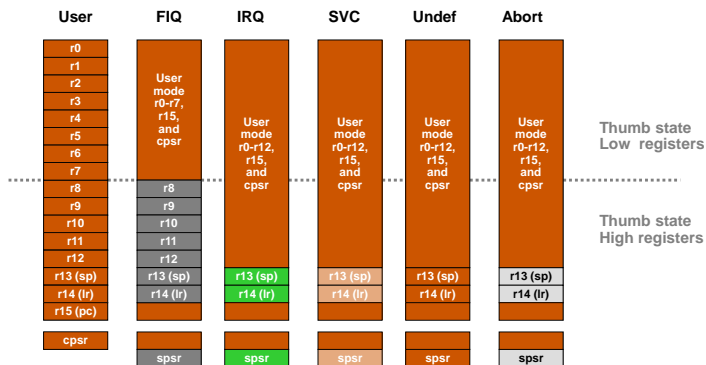 User
FIQ
IRQ
SVC
Undef
Abort
r0
r1
r2
r3
r4
r5
r6
r7
r8
r9
r10
r11
r12
r13 (sp)
r14 (lr)
r15 (pc)
cpsr
User
mode
r0-r7,
r15,
and
cpsr
r8
r9
r10
r11
r12
r13 (sp)
r14 (lr)
spsr
User
mode
r0-r12,
r15,
and
cpsr
r13 (sp)
r14 (lr)
spsr
User
mode
r0-r12,
r15,
and
cpsr
r13 (sp)
r14 (lr)
spsr
User
mode
r0-r12,
r15,
and
cpsr
r13 (sp)
r14 (lr)
spsr
User
mode
r0-r12,
r15,
and
cpsr
r13 (sp)
r14 (lr)
spsr
Thumb state
Low registers
Thumb state
High registers